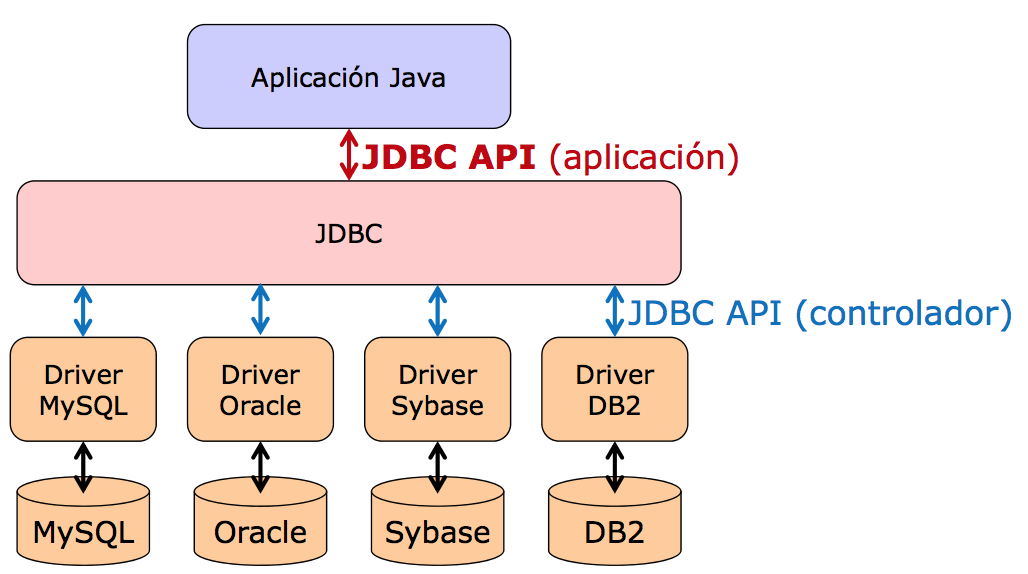 Aplicación Java
JDBC API (aplicación)
JDBC
JDBC API (controlador)
Driver
MySQL
Driver
Oracle
Driver
Sybase
Driver
DB2
MySQL
Oracle
Sybase
DB2